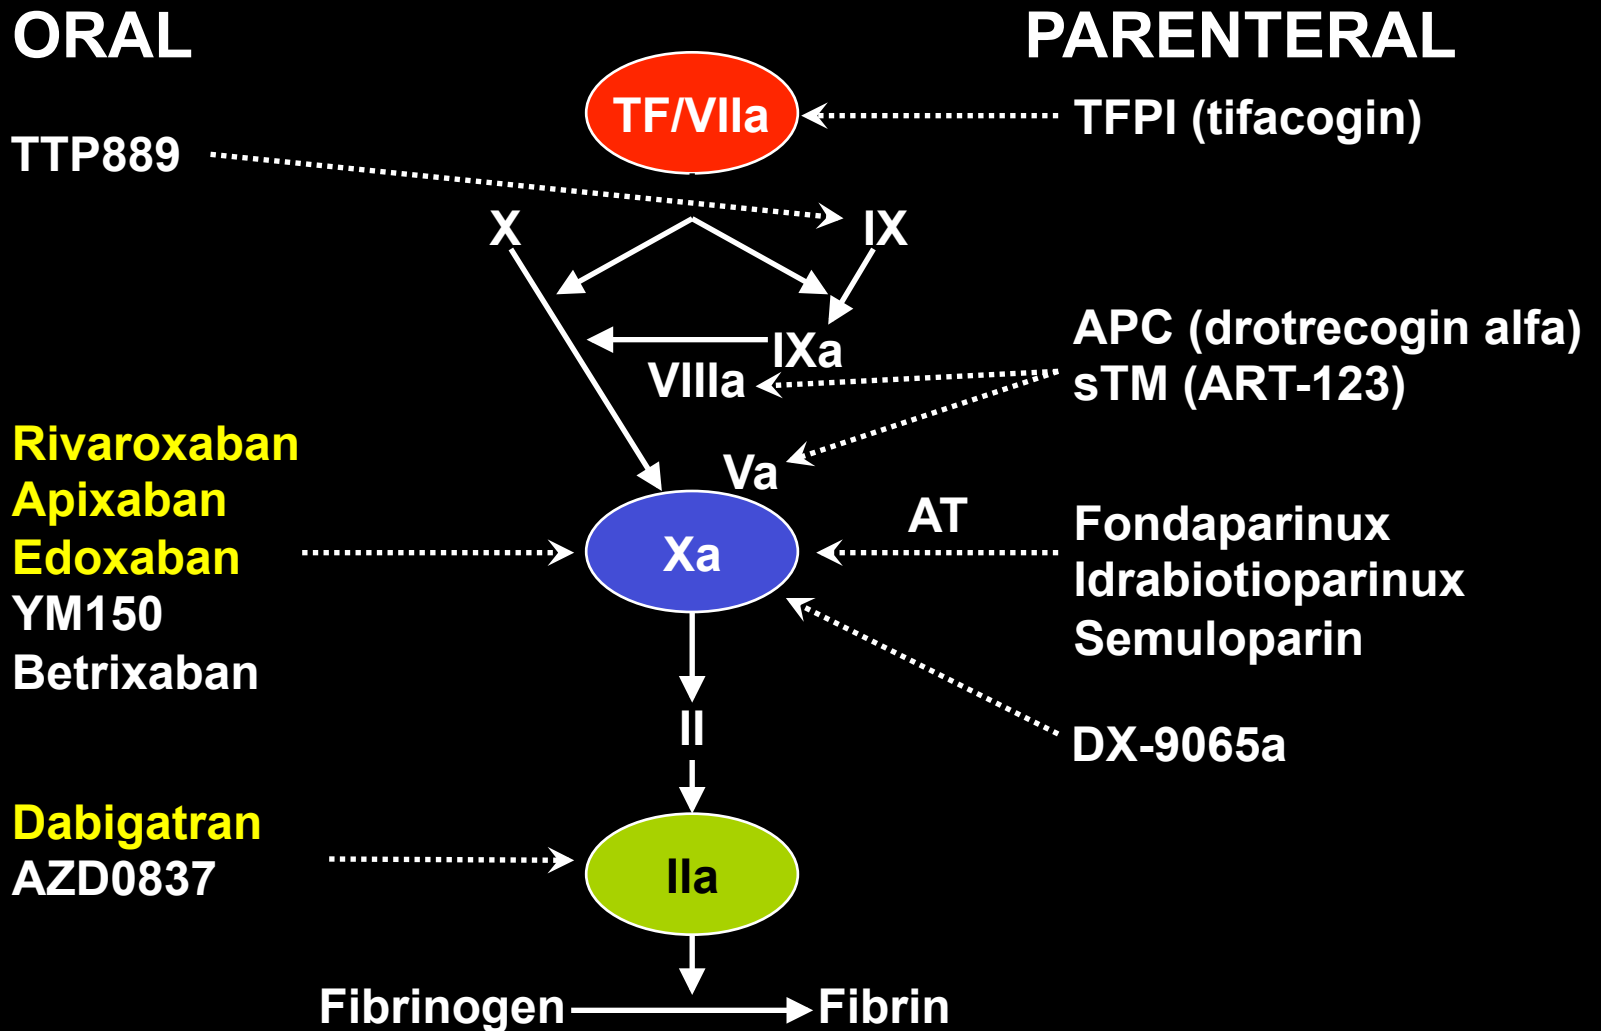 ORAL
PARENTERAL
TF/VIIa
TFPI (tifacogin)
TTP889
X
IX
IXa
VIIIa
APC (drotrecogin alfa)
sTM (ART-123)
Rivaroxaban
Apixaban
Edoxaban
YM150
Betrixaban
Va
Xa
AT
Fondaparinux
Idrabiotioparinux
Semuloparin
II
DX-9065a
Dabigatran
AZD0837
IIa
Fibrinogen
Fibrin